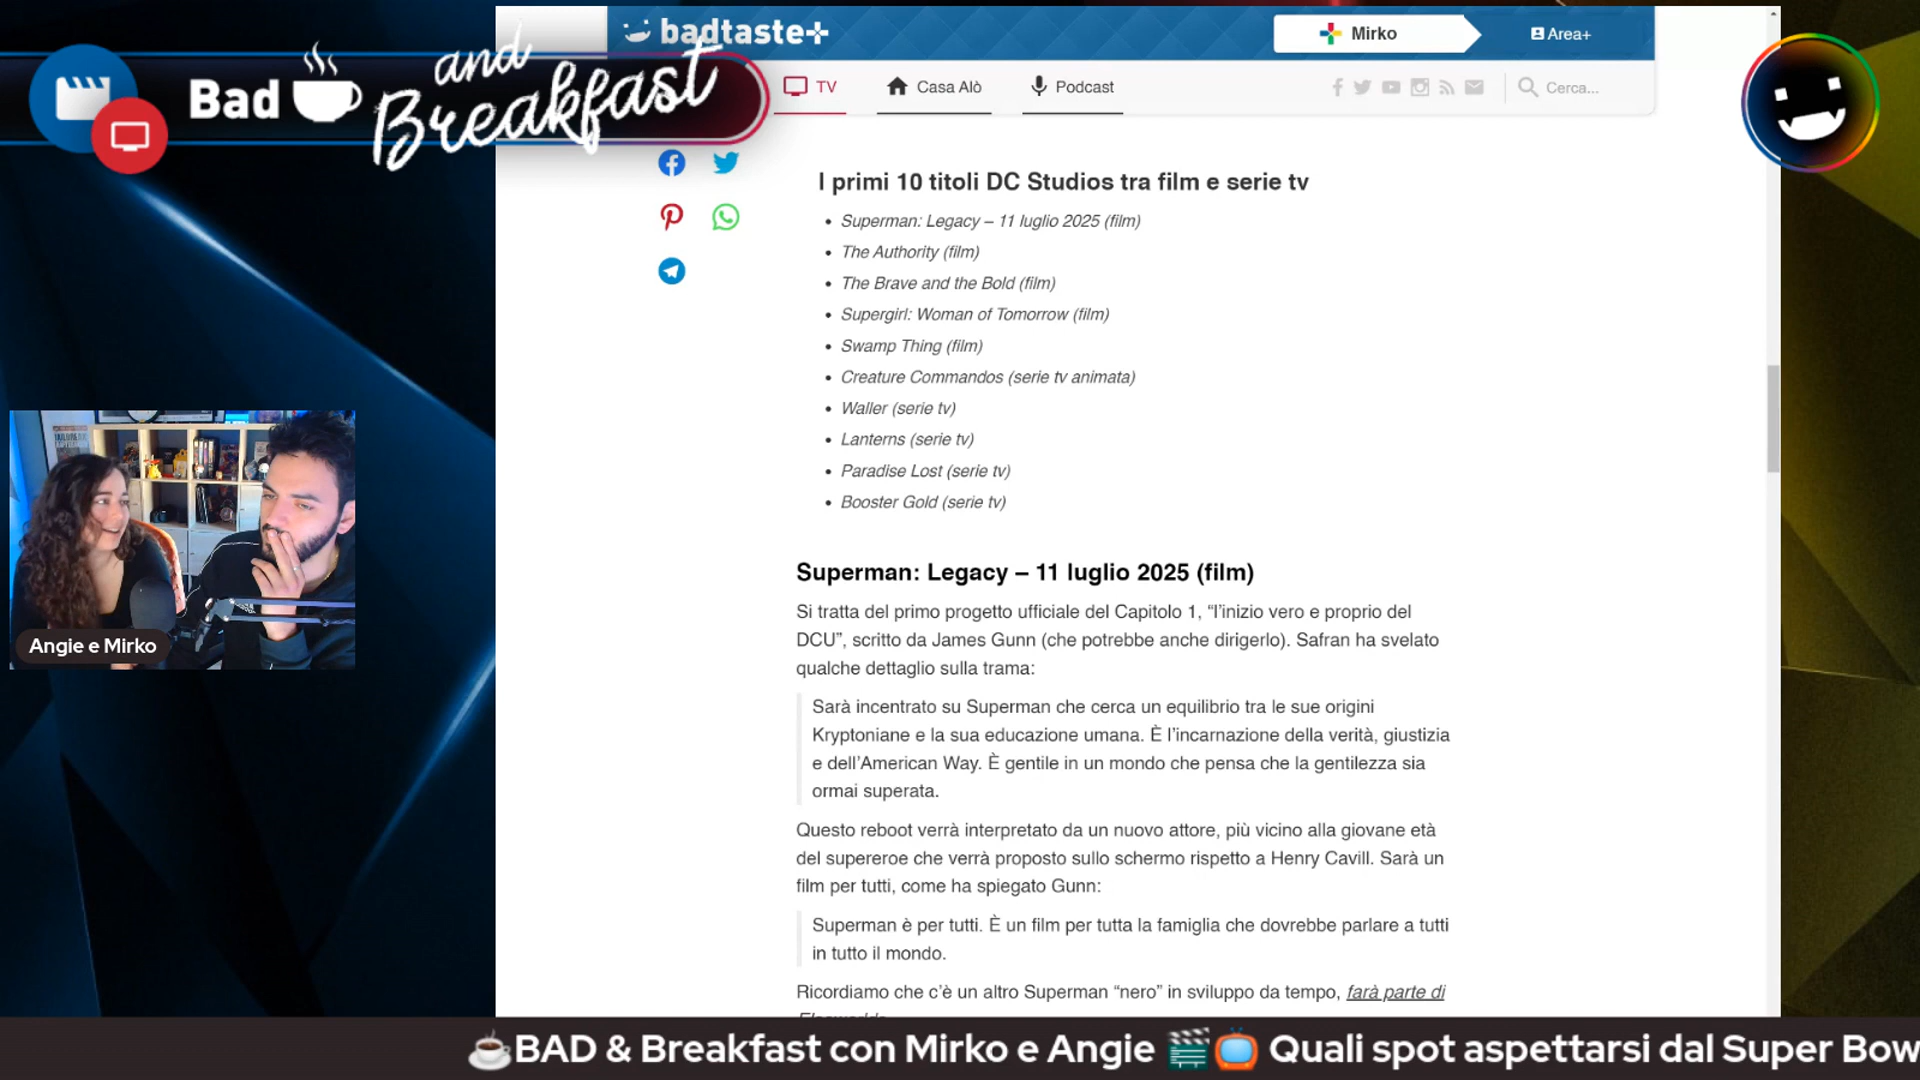 badtaste+
Mirko
Area+
Bad and Breakfast
TV
Casa Alò
Podcast
Cerca...
I primi 10 titoli DC Studios tra film e serie tv
• Superman: Legacy – 11 luglio 2025 (film)
• The Authority (film)
• The Brave and the Bold (film)
• Supergirl: Woman of Tomorrow (film)
• Swamp Thing (film)
• Creature Commandos (serie tv animata)
• Waller (serie tv)
• Lanterns (serie tv)
• Paradise Lost (serie tv)
• Booster Gold (serie tv)
Superman: Legacy – 11 luglio 2025 (film)
Si tratta del primo progetto ufficiale del Capitolo 1, “l’inizio vero e proprio del
DCU”, scritto da James Gunn (che potrebbe anche dirigerlo). Safran ha svelato
qualche dettaglio sulla trama:
Sarà incentrato su Superman che cerca un equilibrio tra le sue origini
Kryptoniane e la sua educazione umana. È l’incarnazione della verità, giustizia
e dell’American Way. È gentile in un mondo che pensa che la gentilezza sia
ormai superata.
Questo reboot verrà interpretato da un nuovo attore, più vicino alla giovane età
del supereroe che verrà proposto sullo schermo rispetto a Henry Cavill. Sarà un
film per tutti, come ha spiegato Gunn:
Superman è per tutti. È un film per tutta la famiglia che dovrebbe parlare a tutti
in tutto il mondo.
Ricordiamo che c’è un altro Superman “nero” in sviluppo da tempo, farà parte di
Angie e Mirko
☕BAD & Breakfast con Mirko e Angie 🎬📺 Quali spot aspettarsi dal Super Bow